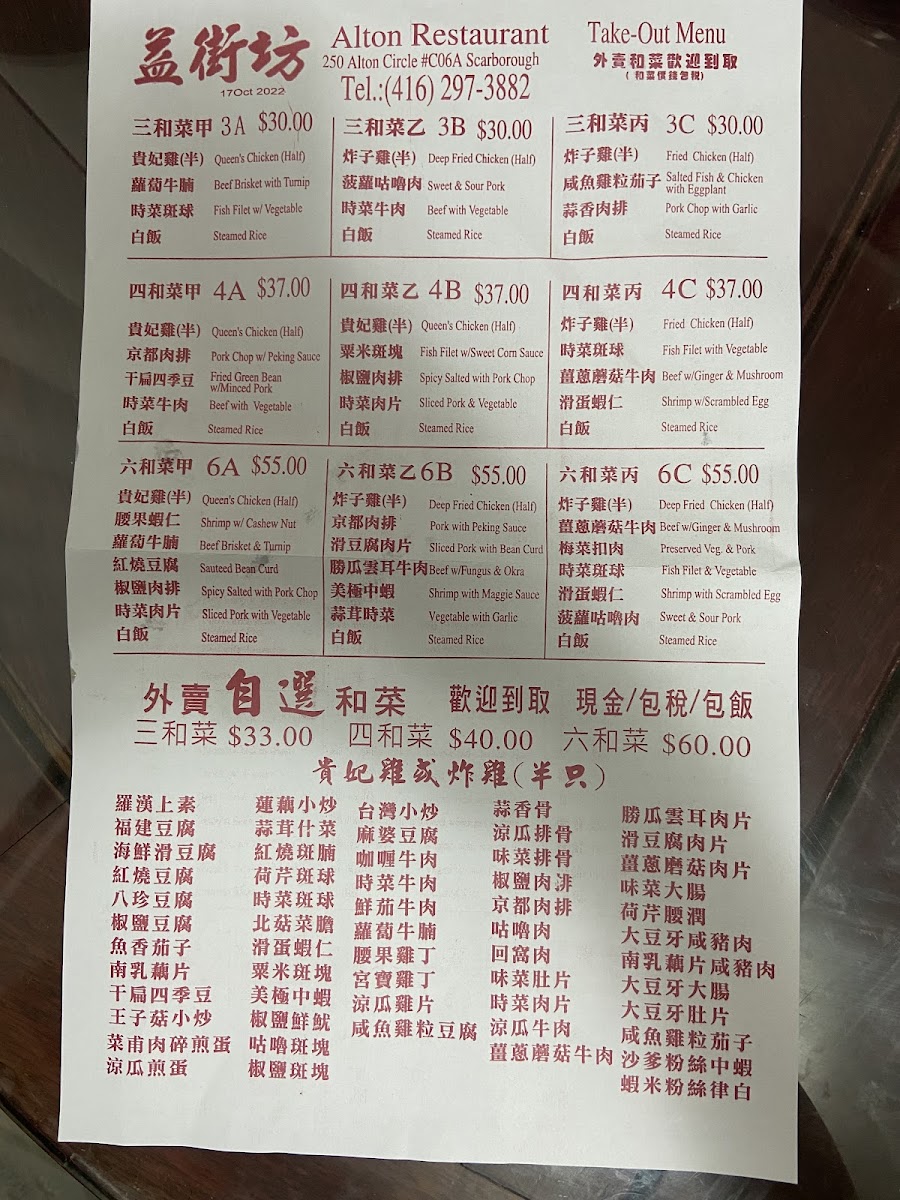 益街坊
17Oct 2022
Alton Restaurant
250 Alton Circle #C06A Scarborough
Tel.:(416) 297-3882
Take-Out Menu
外賣和菜歡迎到取
(和菜價錢包稅)
三和菜甲 3A $30.00
貴妃雞(半) Queen's Chicken (Half)
蘿蔔牛腩 Beef Brisket with Turnip
時菜斑球 Fish Filet w/ Vegetable
白飯 Steamed Rice
三和菜乙 3B $30.00
炸子雞(半) Deep Fried Chicken (Half)
菠蘿咕嚕肉 Sweet & Sour Pork
時菜牛肉 Beef with Vegetable
白飯 Steamed Rice
三和菜丙 3C $30.00
炸子雞(半) Fried Chicken (Half)
咸魚雞粒茄子 Salted Fish & Chicken
with Eggplant
蒜香肉排 Pork Chop with Garlic
白飯 Steamed Rice
四和菜甲 4A $37.00
貴妃雞(半) Queen's Chicken (Half)
京都肉排 Pork Chop w/ Peking Sauce
干扁四季豆 Fried Green Bean
w/Minced Pork
時菜牛肉 Beef with Vegetable
白飯 Steamed Rice
四和菜乙 4B $37.00
貴妃雞(半) Queen's Chicken (Half)
粟米斑塊 Fish Filet w/Sweet Corn Sauce
椒鹽肉排 Spicy Salted with Pork Chop
時菜肉片 Sliced Pork & Vegetable
白飯 Steamed Rice
四和菜丙 4C $37.00
炸子雞(半) Fried Chicken (Half)
時菜斑球 Fish Filet with Vegetable
薑蔥蘑菇牛肉 Beef w/Ginger & Mushroom
滑蛋蝦仁 Shrimp w/Scrambled Egg
白飯 Steamed Rice
六和菜甲 6A $55.00
貴妃雞(半) Queen's Chicken (Half)
腰果蝦仁 Shrimp w/ Cashew Nut
蘿蔔牛腩 Beef Brisket & Turnip
紅燒豆腐 Sauteed Bean Curd
椒鹽肉排 Spicy Salted with Pork Chop
時菜肉片 Sliced Pork with Vegetable
白飯 Steamed Rice
六和菜乙 6B $55.00
炸子雞(半) Deep Fried Chicken (Half)
京都肉排 Pork with Peking Sauce
滑豆腐肉片 Sliced Pork with Bean Curd
勝瓜雲耳牛肉 Beef w/Fungus & Okra
美極中蝦 Shrimp with Maggie Sauce
蒜茸時菜 Vegetable with Garlic
白飯 Steamed Rice
六和菜丙 6C $55.00
炸子雞(半) Deep Fried Chicken (Half)
薑蔥蘑菇牛肉 Beef w/Ginger & Mushroom
梅菜扣肉 Preserved Veg. & Pork
時菜斑球 Fish Filet & Vegetable
滑蛋蝦仁 Shrimp with Scrambled Egg
菠蘿咕嚕肉 Sweet & Sour Pork
白飯 Steamed Rice
外賣自選和菜 歡迎到取 現金/包稅/包飯
三和菜 $33.00 四和菜 $40.00 六和菜 $60.00
貴妃雞或炸雞(半只)
羅漢上素
福建豆腐
海鮮滑豆腐
紅燒豆腐
八珍豆腐
椒鹽豆腐
魚香茄子
南乳藕片
干扁四季豆
王子菇小炒
菜甫肉碎煎蛋
涼瓜煎蛋
蓮藕小炒
蒜茸什菜
紅燒斑腩
荷芹斑球
時菜斑球
北菇菜膽
滑蛋蝦仁
粟米斑塊
美極中蝦
椒鹽鮮魷
咕嚕斑塊
椒鹽斑塊
台灣小炒
麻婆豆腐
咖喱牛肉
時菜牛肉
鮮茄牛肉
蘿蔔牛腩
腰果雞丁
宮寶雞丁
涼瓜雞片
咸魚雞粒豆腐
蒜香骨
涼瓜排骨
味菜排骨
椒鹽肉排
京都肉排
咕嚕肉
回窩肉
味菜肚片
時菜肉片
涼瓜牛肉
薑蔥蘑菇牛肉
勝瓜雲耳肉片
滑豆腐肉片
薑蔥磨菇肉片
味菜大腸
荷芹腰潤
大豆牙咸豬肉
南乳藕片咸豬肉
大豆牙大腸
大豆牙肚片
咸魚雞粒茄子
沙爹粉絲中蝦
蝦米粉絲律白